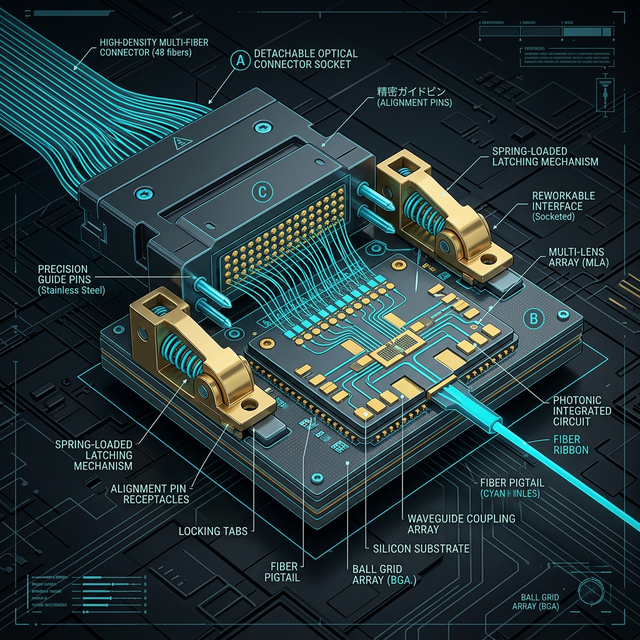 HIGH-DENSITY MULTI-FIBER
CONNECTOR (48 fibers)
A
DETACHABLE OPTICAL
CONNECTOR SOCKET
精密ガイドピン
(ALIGNMENT PINS)
SPRING-LOADED
LATCHING MECHANISM
REWORKABLE
INTERFACE
(Socketed)
MULTI-LENS
ARRAY (MLA)
C
B
PRECISION
GUIDE PINS
(Stainless Steel)
PHOTONIC
INTEGRATED
CIRCUIT
FIBER
RIBBON
SPRING-LOADED
LATCHING
MECHANISM
ALIGNMENT PIN
RECEPTACLES
LOCKING TABS
FIBER
PIGTAIL
BALL GRID
ARRAY (BGA.)
SILICON SUBSTRATE
WAVEGUIDE COUPLING
ARRAY
FIBER PIGTAIL
(CYAN
BALL GRID
ARRAY (BGA)